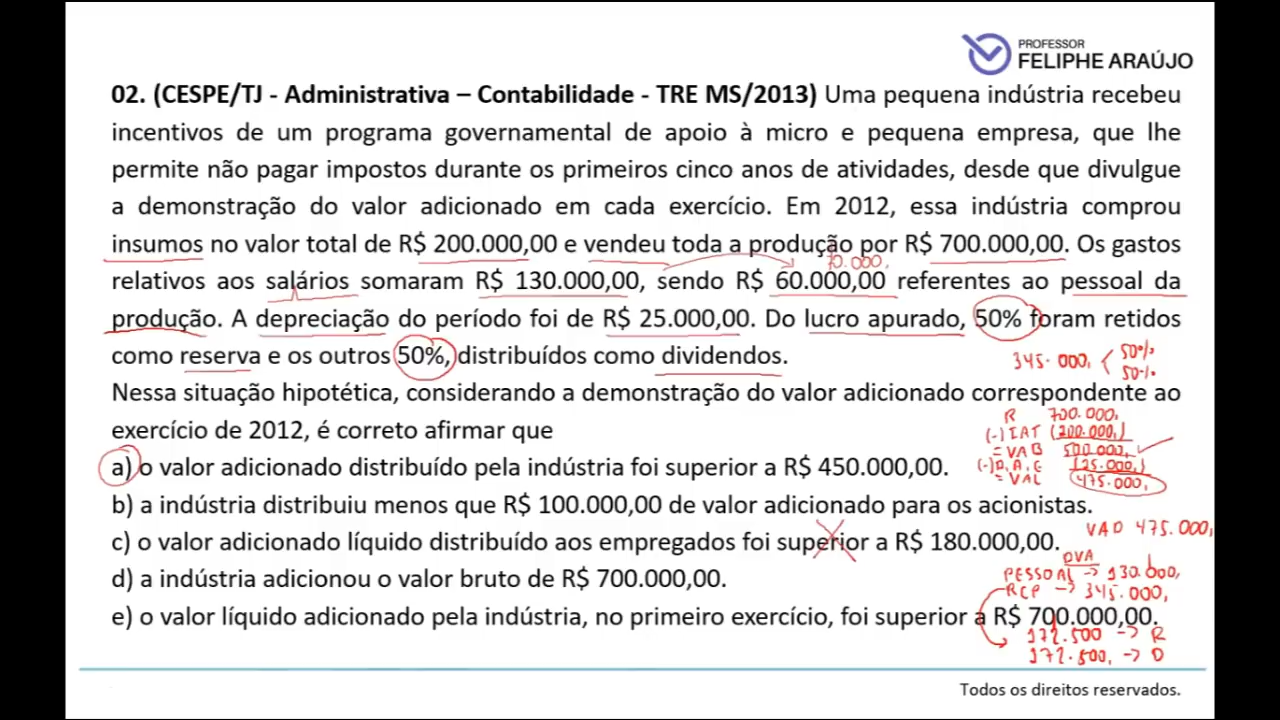 PROFESSOR
FELIPHE ARAÚJO
02. (CESPE/TJ - Administrativa – Contabilidade - TRE MS/2013) Uma pequena indústria recebeu
incentivos de um programa governamental de apoio à micro e pequena empresa, que lhe
permite não pagar impostos durante os primeiros cinco anos de atividades, desde que divulgue
a demonstração do valor adicionado em cada exercício. Em 2012, essa indústria comprou
insumos no valor total de R$ 200.000,00 e vendeu toda a produção por R$ 700.000,00. Os gastos
70.000,
relativos aos salários somaram R$ 130.000,00, sendo R$ 60.000,00 referentes ao pessoal da
produção. A depreciação do período foi de R$ 25.000,00. Do lucro apurado, 50% foram retidos
como reserva e os outros 50%, distribuídos como dividendos.
345.000, < 50%
50%
Nessa situação hipotética, considerando a demonstração do valor adicionado correspondente ao
exercício de 2012, é correto afirmar que
R 700.000,
(-) IAT (200.000,)
= VAB 500.000,
(-) D, A, E (25.000,)
= VAL 475.000,
a) o valor adicionado distribuído pela indústria foi superior a R$ 450.000,00.
b) a indústria distribuiu menos que R$ 100.000,00 de valor adicionado para os acionistas.
VAD 475.000,
c) o valor adicionado líquido distribuído aos empregados foi superior a R$ 180.000,00.
DVA
d) a indústria adicionou o valor bruto de R$ 700.000,00.
PESSOAL -> 130.000,
RCP -> 345.000,
e) o valor líquido adicionado pela indústria, no primeiro exercício, foi superior a R$ 700.000,00.
172.500 -> R
172.500, -> D
Todos os direitos reservados.